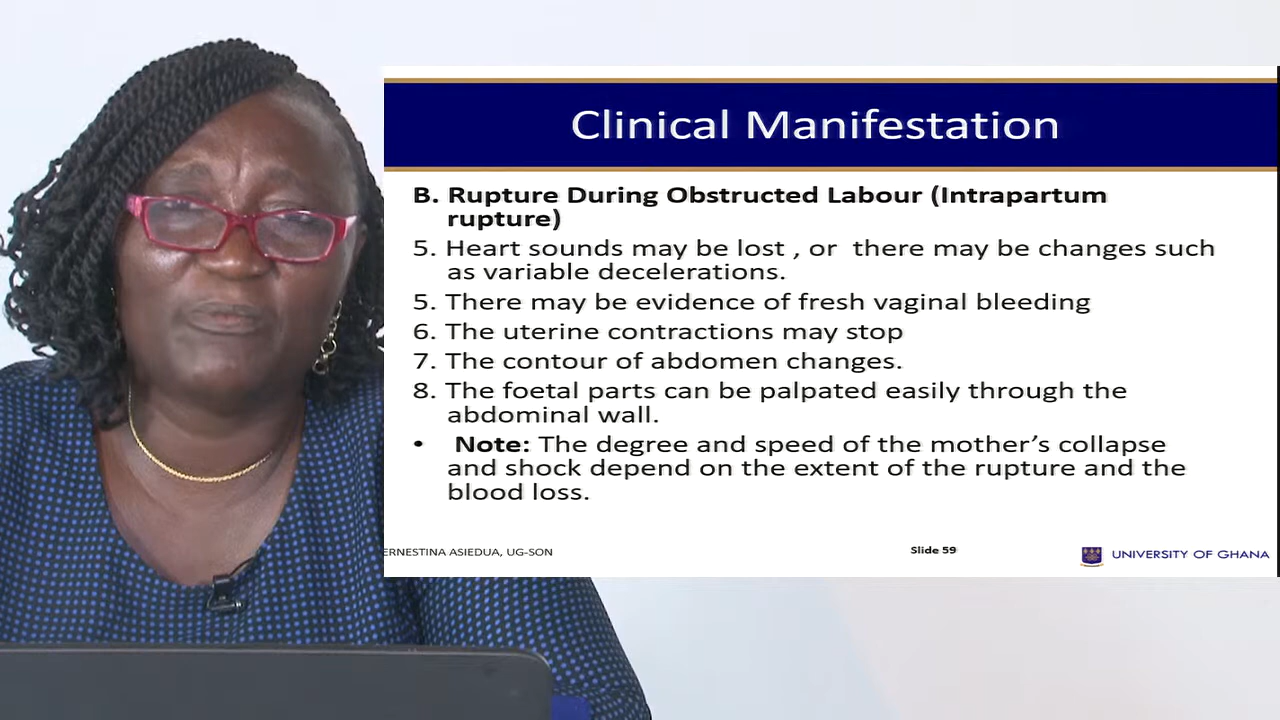 Clinical Manifestation
B. Rupture During Obstructed Labour (Intrapartum
rupture)
5. Heart sounds may be lost , or there may be changes such
as variable decelerations.
5. There may be evidence of fresh vaginal bleeding
6. The uterine contractions may stop
7. The contour of abdomen changes.
8. The foetal parts can be palpated easily through the
abdominal wall.
• Note: The degree and speed of the mother’s collapse
and shock depend on the extent of the rupture and the
blood loss.
ERNESTINA ASIEDUA, UG-SON
Slide 59
UNIVERSITY OF GHANA